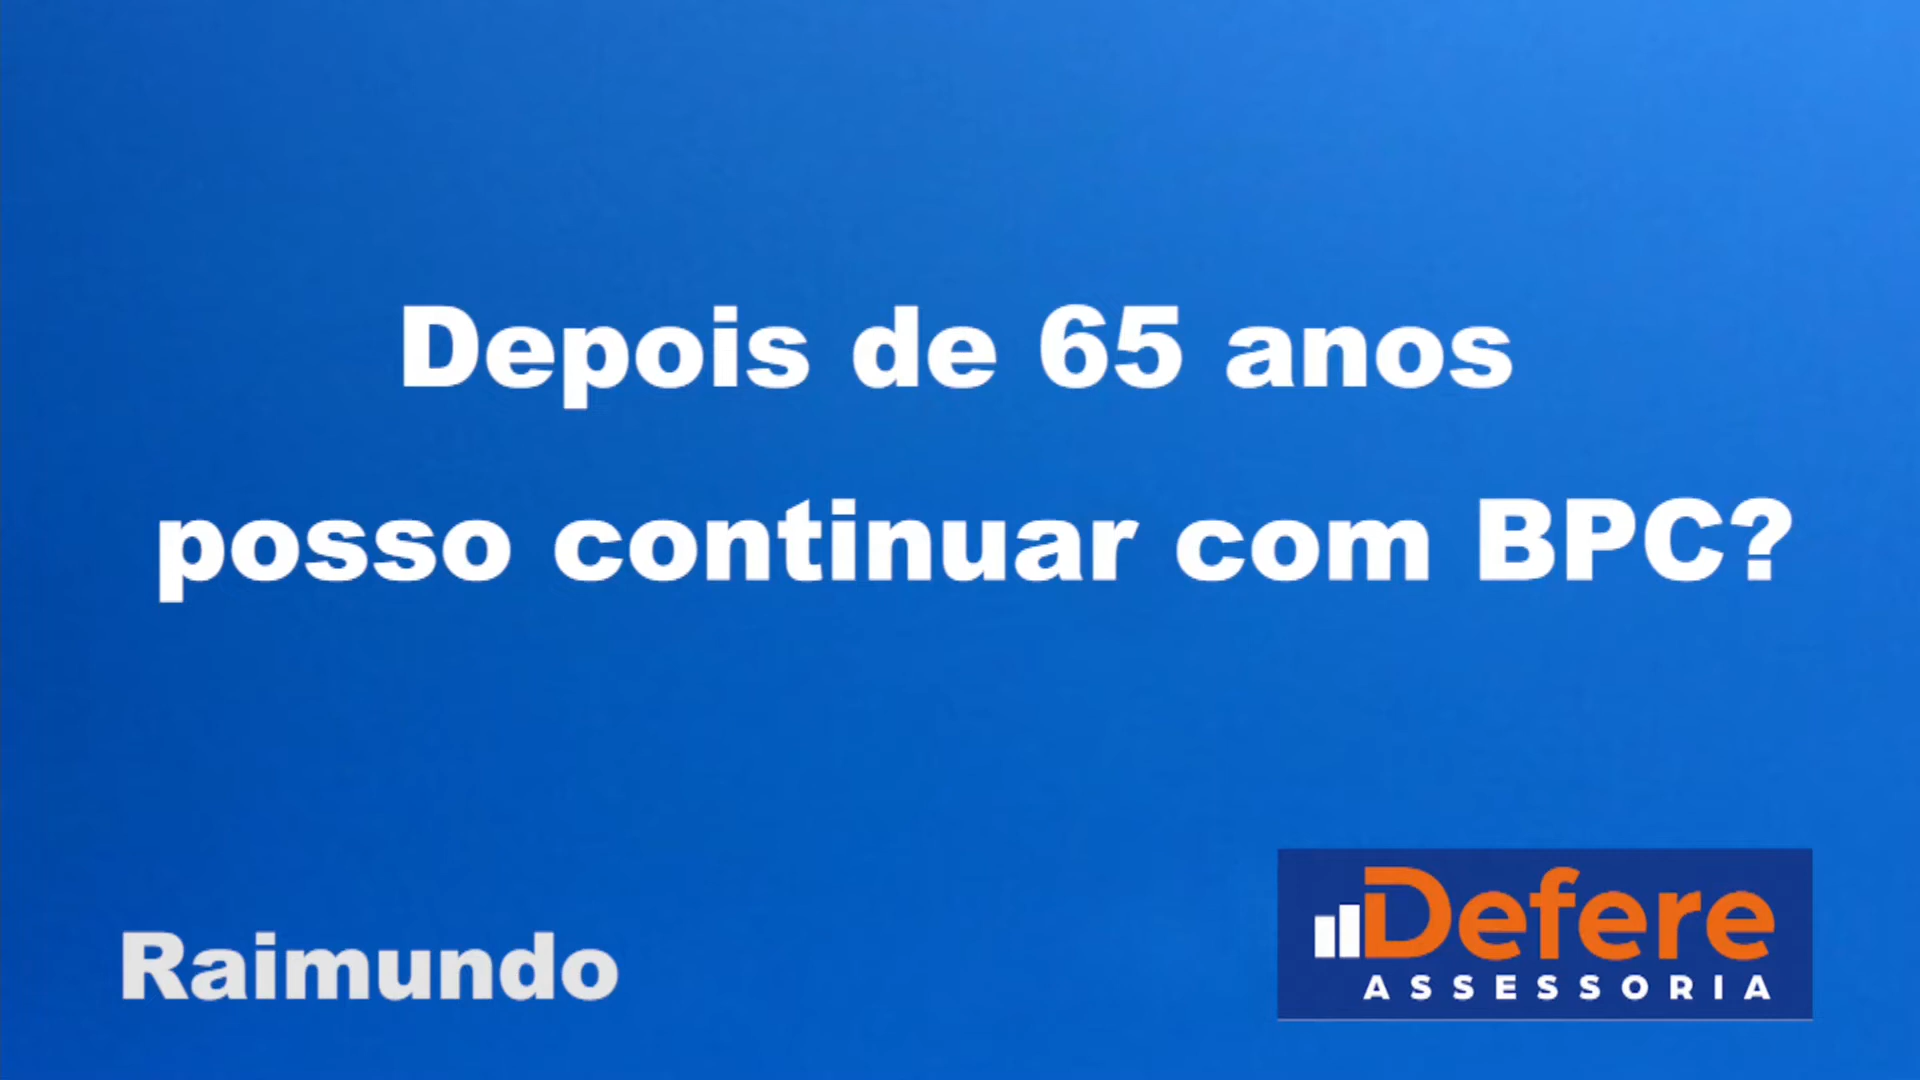 Depois de 65 anos
posso continuar com BPC?
Raimundo
Defere
ASSESSORIA